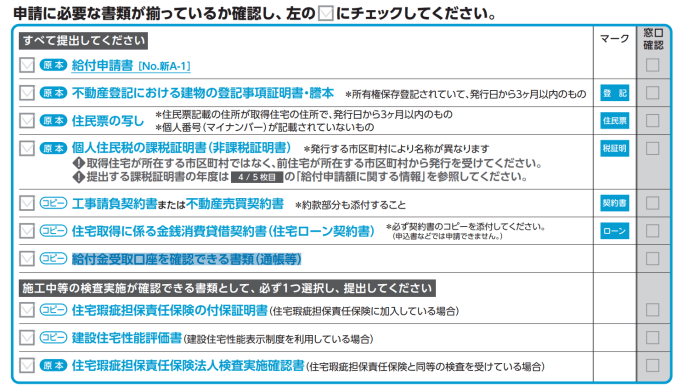 申請に必要な書類が揃っているか確認し、左の□にチェックしてください。
すべて提出してください マーク 窓口確認
原本 給付申請書 [No.新A-1]
原本 不動産登記における建物の登記事項証明書・謄本 *所有権保存登記されていて、発行日から3ヶ月以内のもの 登 記
原本 住民票の写し *住民票記載の住所が取得住宅の住所で、発行日から3ヶ月以内のもの 住民票
*個人番号（マイナンバー）が記載されていないもの
原本 個人住民税の課税証明書（非課税証明書） *発行する市区町村により名称が異なります 税証明
取得住宅が所在する市区町村ではなく、前住宅が所在する市区町村から発行を受けてください。
提出する課税証明書の年度は 4/5枚目 の「給付申請額に関する情報」を参照してください。
コピー 工事請負契約書または不動産売買契約書 *約款部分も添付すること 契約書
コピー 住宅取得に係る金銭消費貸借契約書（住宅ローン契約書） *必ず契約書のコピーを添付してください。 ローン
（申込書などでは申請できません。）
コピー 給付金受取口座を確認できる書類（通帳等）
施工中等の検査実施が確認できる書類として、必ず1つ選択し、提出してください
コピー 住宅瑕疵担保責任保険の付保証明書（住宅瑕疵担保責任保険に加入している場合）
コピー 建設住宅性能評価書（建設住宅性能表示制度を利用している場合）
原本 住宅瑕疵担保責任保険法人検査実施確認書（住宅瑕疵担保責任保険と同等の検査を受けている場合）